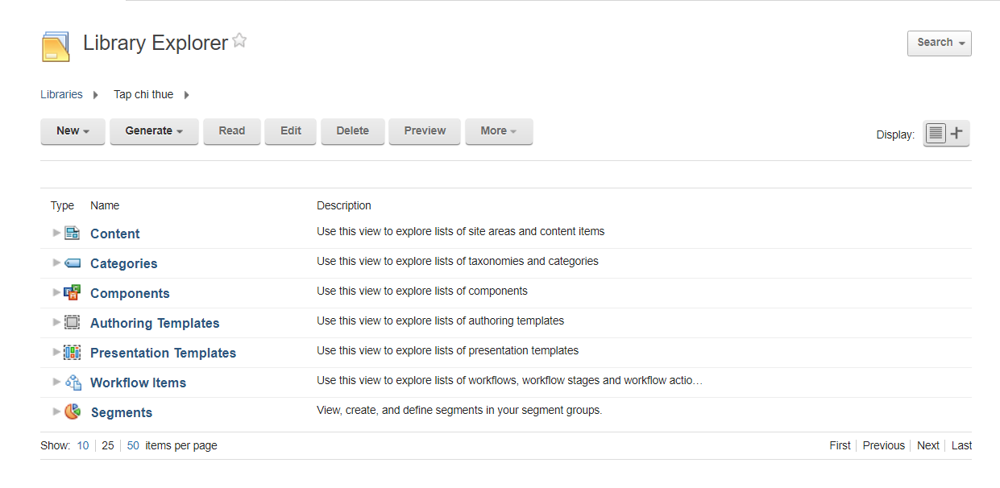 Library Explorer
Search
Libraries Tap chi thue
New Generate Read Edit Delete Preview More Display:
Type Name Description
Content Use this view to explore lists of site areas and content items
Categories Use this view to explore lists of taxonomies and categories
Components Use this view to explore lists of components
Authoring Templates Use this view to explore lists of authoring templates
Presentation Templates Use this view to explore lists of presentation templates
Workflow Items Use this view to explore lists of workflows, workflow stages and workflow actio…
Segments View, create, and define segments in your segment groups.
Show: 10 25 50 items per page First Previous Next Last